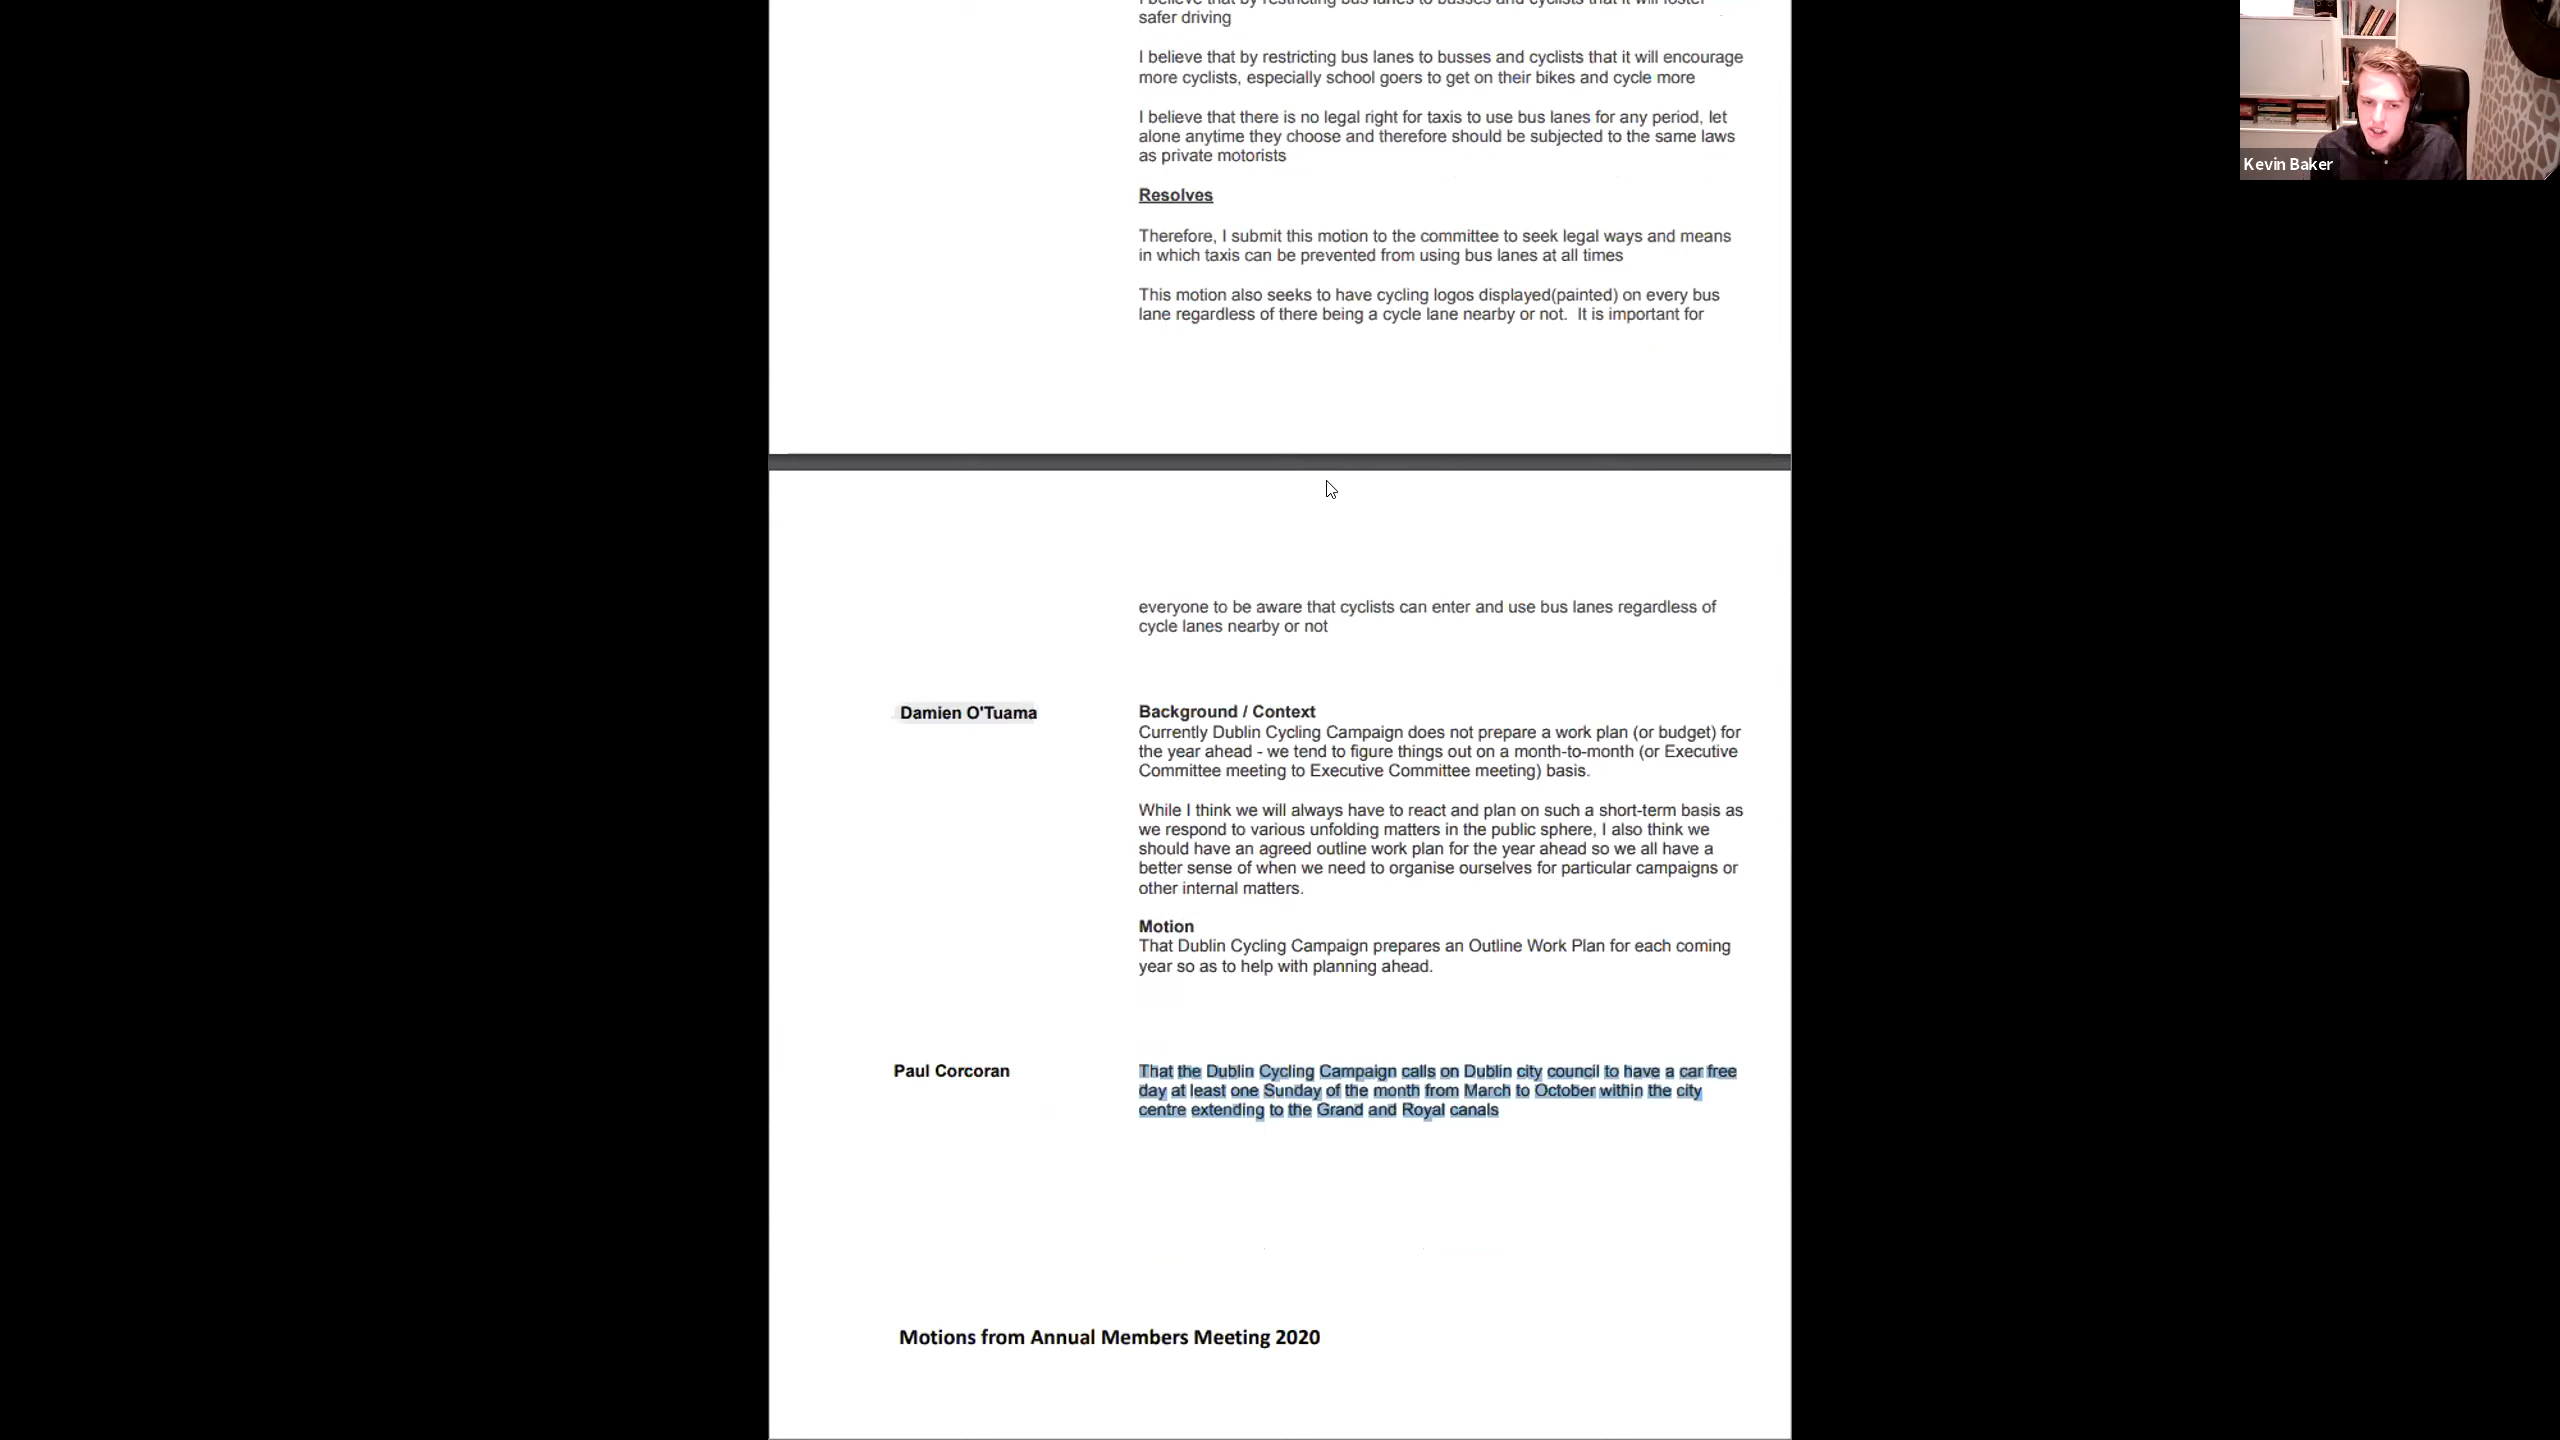 I believe that by restricting bus lanes to busses and cyclists that it will foster
safer driving
I believe that by restricting bus lanes to busses and cyclists that it will encourage
more cyclists, especially school goers to get on their bikes and cycle more
I believe that there is no legal right for taxis to use bus lanes for any period, let
alone anytime they choose and therefore should be subjected to the same laws
as private motorists
Resolves
Therefore, I submit this motion to the committee to seek legal ways and means
in which taxis can be prevented from using bus lanes at all times
This motion also seeks to have cycling logos displayed(painted) on every bus
lane regardless of there being a cycle lane nearby or not. It is important for
everyone to be aware that cyclists can enter and use bus lanes regardless of
cycle lanes nearby or not
Damien O'Tuama
Background / Context
Currently Dublin Cycling Campaign does not prepare a work plan (or budget) for
the year ahead - we tend to figure things out on a month-to-month (or Executive
Committee meeting to Executive Committee meeting) basis.
While I think we will always have to react and plan on such a short-term basis as
we respond to various unfolding matters in the public sphere, I also think we
should have an agreed outline work plan for the year ahead so we all have a
better sense of when we need to organise ourselves for particular campaigns or
other internal matters.
Motion
That Dublin Cycling Campaign prepares an Outline Work Plan for each coming
year so as to help with planning ahead.
Paul Corcoran
That the Dublin Cycling Campaign calls on Dublin city council to have a car free
day at least one Sunday of the month from March to October within the city
centre extending to the Grand and Royal canals
Motions from Annual Members Meeting 2020
Kevin Baker